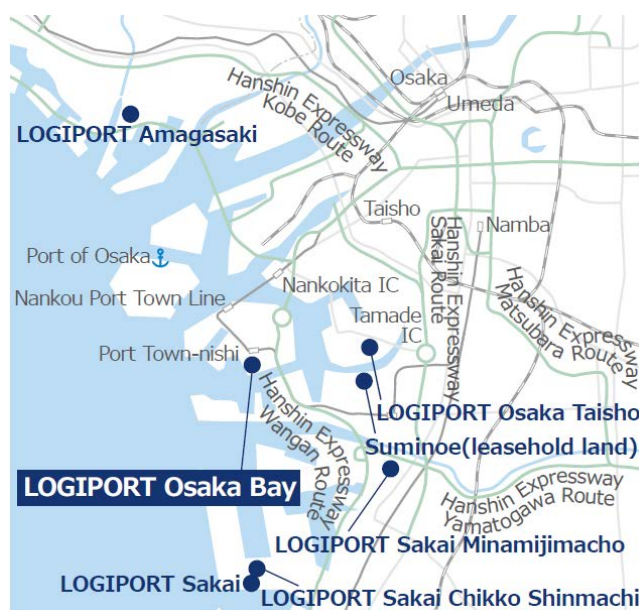 Osaka
Umeda
Hanshin Expressway
Kobe Route
LOGIPORT Amagasaki
Taisho
Namba
Hanshin Expressway
Sakai Route
Port of Osaka
Nankokita IC
Nankou Port Town Line
Tamade
IC
Hanshin Expressway
Matsubara Route
Port Town-nishi
LOGIPORT Osaka Taisho
Hanshin Expressway
Wangan Route
Suminoe(leasehold land)
LOGIPORT Osaka Bay
Hanshin Expressway
Yamatogawa Route
LOGIPORT Sakai Minamijimacho
LOGIPORT Sakai
LOGIPORT Sakai Chikko Shinmachi